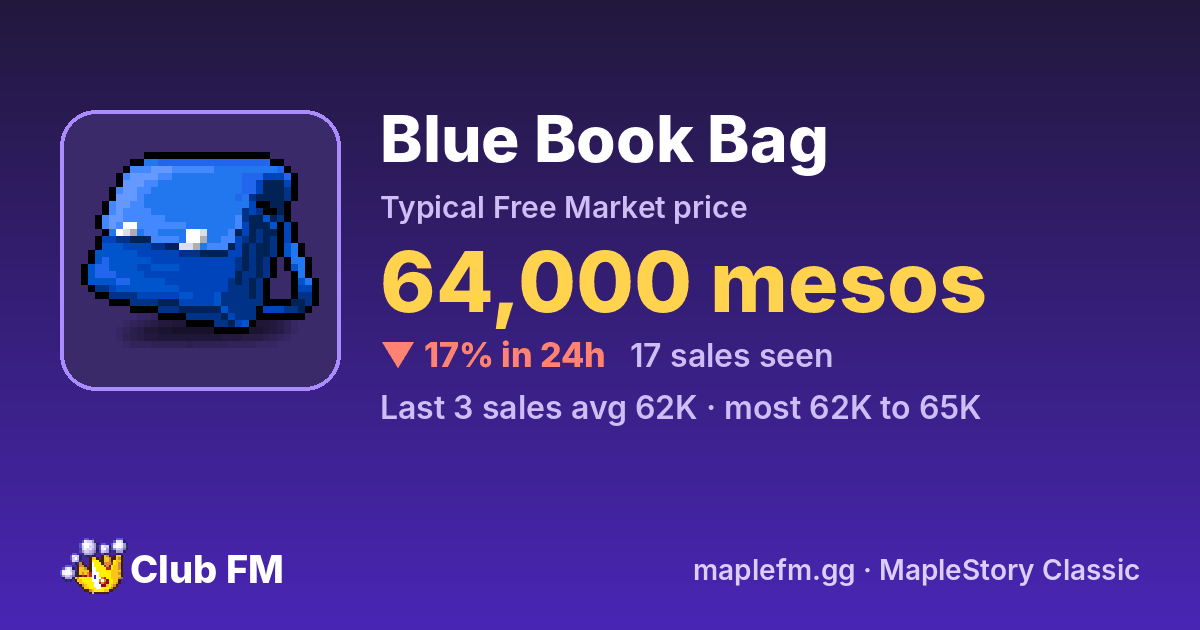 Blue Book Bag
Typical Free Market price
64,000 mesos
▼ 17% in 24h 17 sales seen
Last 3 sales avg 62K · most 62K to 65K
Club FM
maplefm.gg · MapleStory Classic